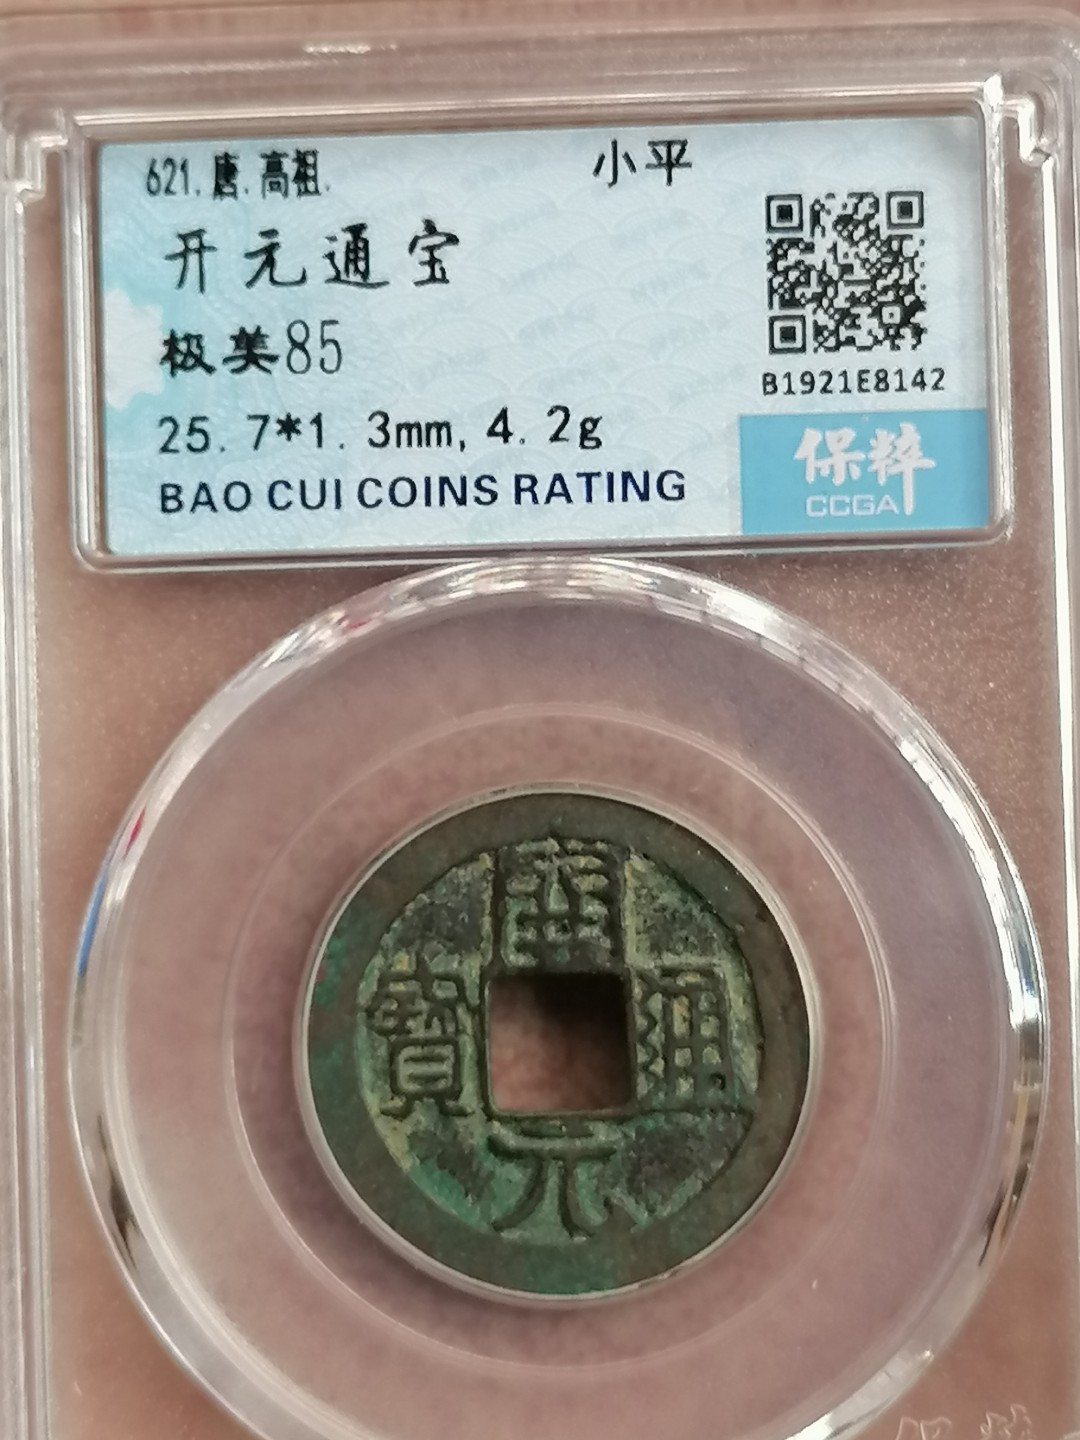 621.唐.高祖.
小平
开元通宝
极美85
25.7*1.3mm, 4.2g
BAO CUI COINS RATING
B1921E8142
保粹
CCGA
開
元
通
寶